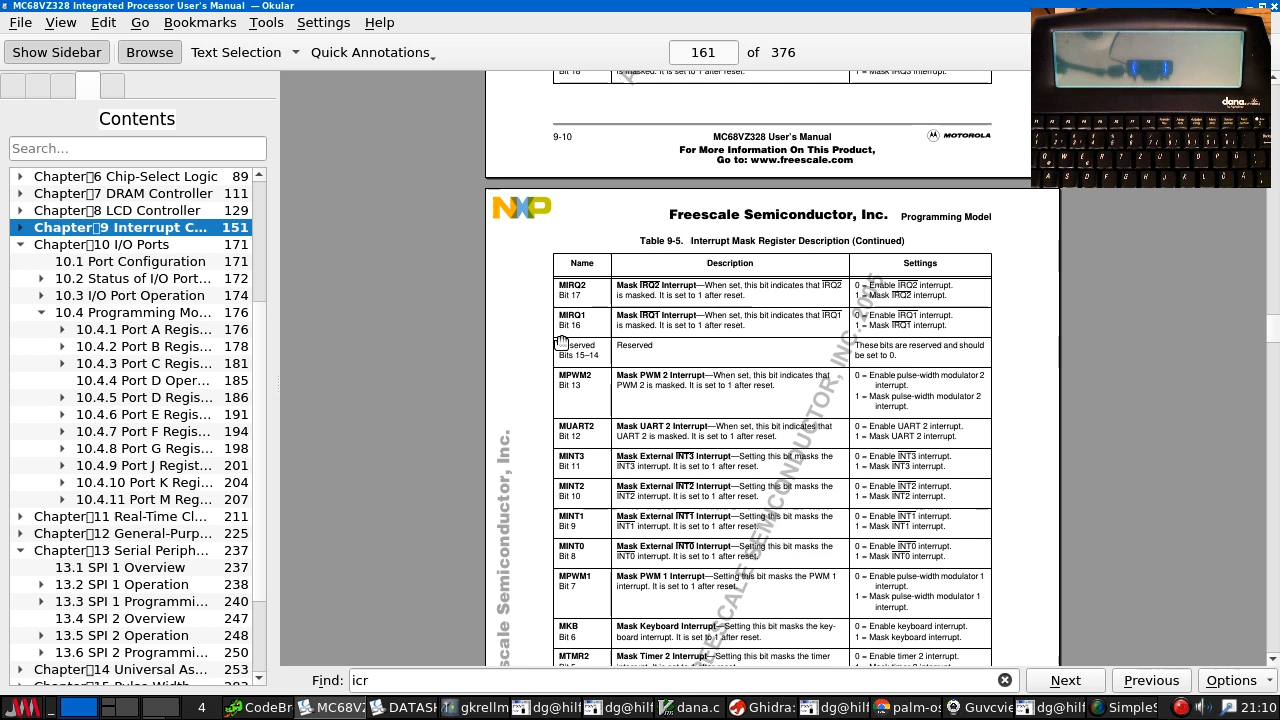 MC68VZ328 Integrated Processor User's Manual — Okular
File View Edit Go Bookmarks Tools Settings Help
Show Sidebar Browse Text Selection Quick Annotations 161 of 376
Contents
Search...
Chapter 6 Chip-Select Logic 89
Chapter 7 DRAM Controller 111
Chapter 8 LCD Controller 129
Chapter 9 Interrupt C... 151
Chapter 10 I/O Ports 171
10.1 Port Configuration 171
10.2 Status of I/O Port... 172
10.3 I/O Port Operation 174
10.4 Programming Mo... 176
10.4.1 Port A Regis... 176
10.4.2 Port B Regis... 178
10.4.3 Port C Regis... 181
10.4.4 Port D Oper... 185
10.4.5 Port D Regis... 186
10.4.6 Port E Regis... 191
10.4.7 Port F Regis... 194
10.4.8 Port G Regis... 198
10.4.9 Port J Regist... 201
10.4.10 Port K Regi... 204
10.4.11 Port M Reg... 207
Chapter 11 Real-Time Cl... 211
Chapter 12 General-Purp... 225
Chapter 13 Serial Periph... 237
13.1 SPI 1 Overview 237
13.2 SPI 1 Operation 238
13.3 SPI 1 Programmi... 240
13.4 SPI 2 Overview 247
13.5 SPI 2 Operation 248
13.6 SPI 2 Programmi... 250
Chapter 14 Universal As... 253
9-10 MC68VZ328 User's Manual MOTOROLA
For More Information On This Product,
Go to: www.freescale.com
NXP Freescale Semiconductor, Inc. Programming Model
Table 9-5. Interrupt Mask Register Description (Continued)
Name Description Settings
MIRQ2 Mask IRQ2 Interrupt—When set, this bit indicates that IRQ2 0 = Enable IRQ2 interrupt.
Bit 17 is masked. It is set to 1 after reset. 1 = Mask IRQ2 interrupt.
MIRQ1 Mask IRQ1 Interrupt—When set, this bit indicates that IRQ1 0 = Enable IRQ1 interrupt.
Bit 16 is masked. It is set to 1 after reset. 1 = Mask IRQ1 interrupt.
served Reserved These bits are reserved and should
Bits 15–14 be set to 0.
MPWM2 Mask PWM 2 Interrupt—When set, this bit indicates that 0 = Enable pulse-width modulator 2
Bit 13 PWM 2 is masked. It is set to 1 after reset. interrupt.
1 = Mask pulse-width modulator 2
interrupt.
MUART2 Mask UART 2 Interrupt—When set, this bit indicates that 0 = Enable UART 2 interrupt.
Bit 12 UART 2 is masked. It is set to 1 after reset. 1 = Mask UART 2 interrupt.
MINT3 Mask External INT3 Interrupt—Setting this bit masks the 0 = Enable INT3 interrupt.
Bit 11 INT3 interrupt. It is set to 1 after reset. 1 = Mask INT3 interrupt.
MINT2 Mask External INT2 Interrupt—Setting this bit masks the 0 = Enable INT2 interrupt.
Bit 10 INT2 interrupt. It is set to 1 after reset. 1 = Mask INT2 interrupt.
MINT1 Mask External INT1 Interrupt—Setting this bit masks the 0 = Enable INT1 interrupt.
Bit 9 INT1 interrupt. It is set to 1 after reset. 1 = Mask INT1 interrupt.
MINT0 Mask External INT0 Interrupt—Setting this bit masks the 0 = Enable INT0 interrupt.
Bit 8 INT0 interrupt. It is set to 1 after reset. 1 = Mask INT0 interrupt.
MPWM1 Mask PWM 1 Interrupt—Setting this bit masks the PWM 1 0 = Enable pulse-width modulator 1
Bit 7 interrupt. It is set to 1 after reset. interrupt.
1 = Mask pulse-width modulator 1
interrupt.
MKB Mask Keyboard Interrupt—Setting this bit masks the key- 0 = Enable keyboard interrupt.
Bit 6 board interrupt. It is set to 1 after reset. 1 = Mask keyboard interrupt.
MTMR2 Mask Timer 2 Interrupt—Setting this bit masks the timer 0 = Enable timer 2 interrupt.
cale Semiconductor, Inc.
REESCALE SEMICONDUCTOR, INC. 2005
dana
Find: icr Next Previous Options
4 CodeBr MC68VZ DATASH gkrellm dg@hilf dg@hilf dana.c Ghidra: dg@hilf palm-os Guvcvie dg@hilf SimpleS 21:10